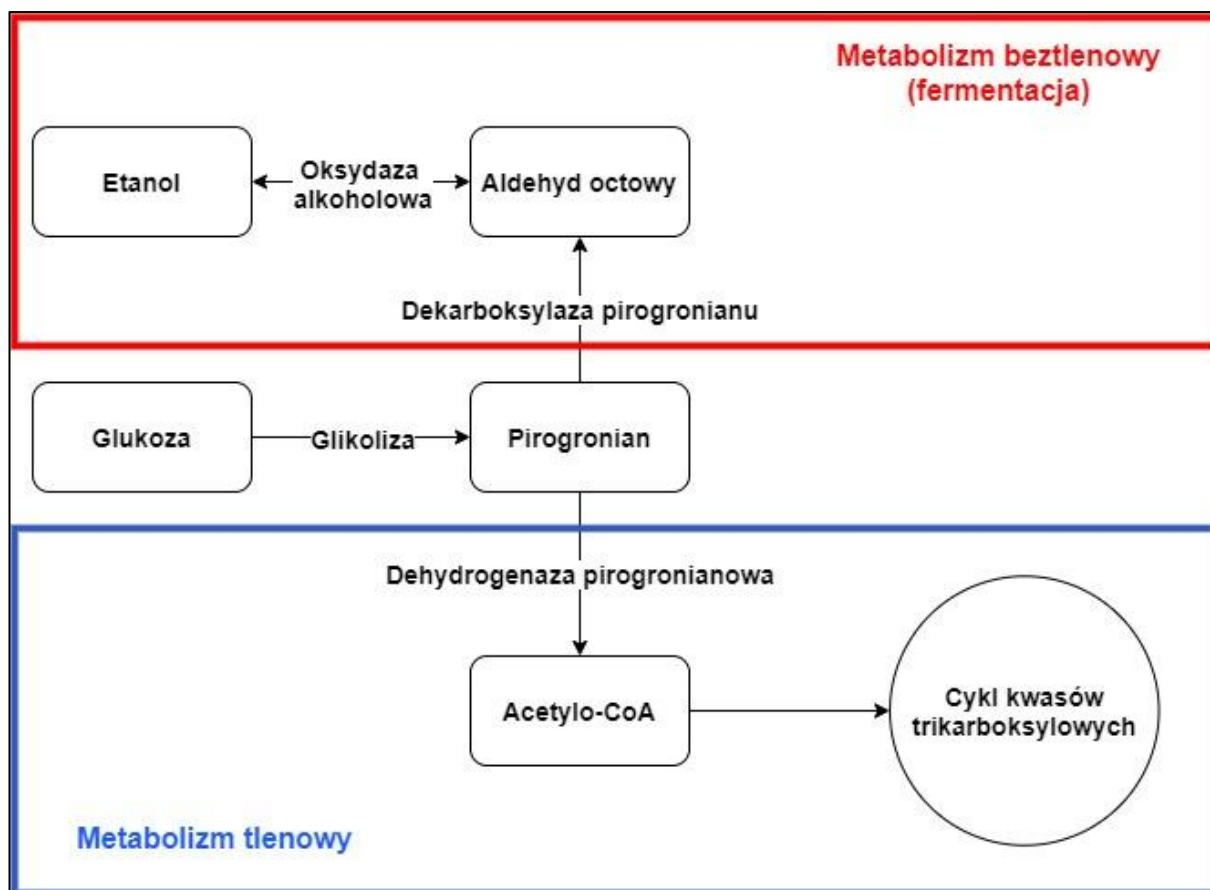 Metabolizm beztlenowy
(fermentacja)
Etanol
Oksydaza
alkoholowa
Aldehyd octowy
Dekarboksylaza pirogronianu
Glukoza
Glikoliza
Pirogronian
Dehydrogenaza pirogronianowa
Acetylo-CoA
Cykl kwasów
trikarboksylowych
Metabolizm tlenowy